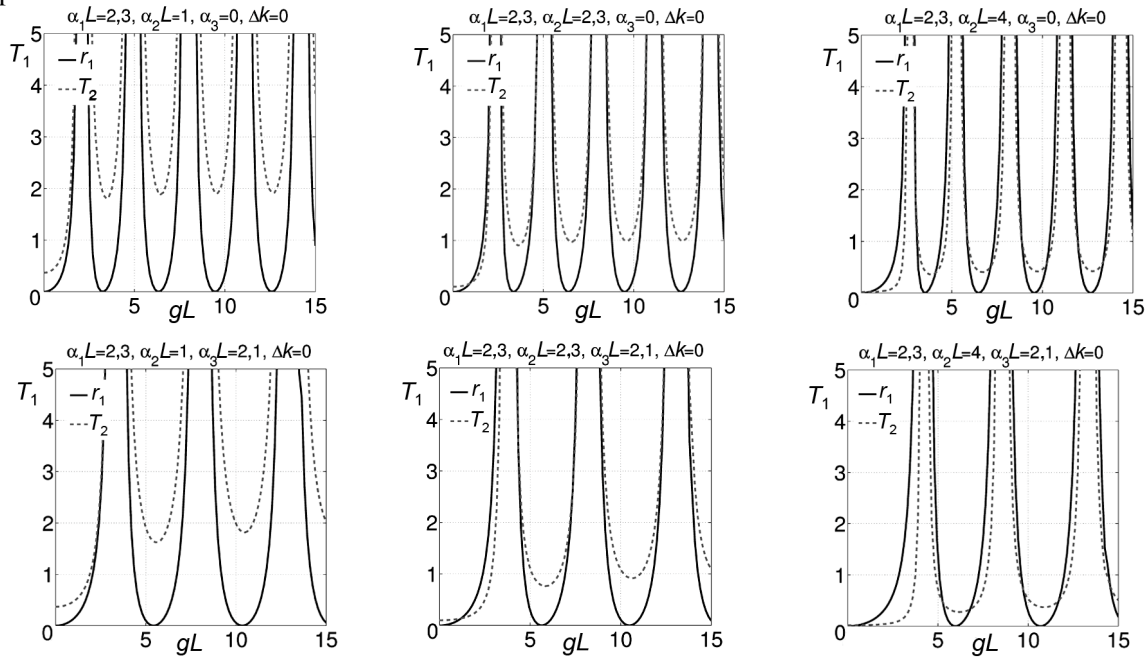 α₁L=2,3, α₂L=1, α₃=0, Δk=0
T₁
r₁
T₂
5
4
3
2
1
0
5
10
15
gL
α₁L=2,3, α₂L=2,3, α₃=0, Δk=0
T₁
r₁
T₂
5
4
3
2
1
0
5
10
15
gL
α₁L=2,3, α₂L=4, α₃=0, Δk=0
T₁
r₁
T₂
5
4
3
2
1
0
5
10
15
gL
α₁L=2,3, α₂L=1, α₃L=2,1, Δk=0
T₁
r₁
T₂
5
4
3
2
1
0
5
10
15
gL
α₁L=2,3, α₂L=2,3, α₃L=2,1, Δk=0
T₁
r₁
T₂
5
4
3
2
1
0
5
10
15
gL
α₁L=2,3, α₂L=4, α₃L=2,1, Δk=0
T₁
r₁
T₂
5
4
3
2
1
0
5
10
15
gL